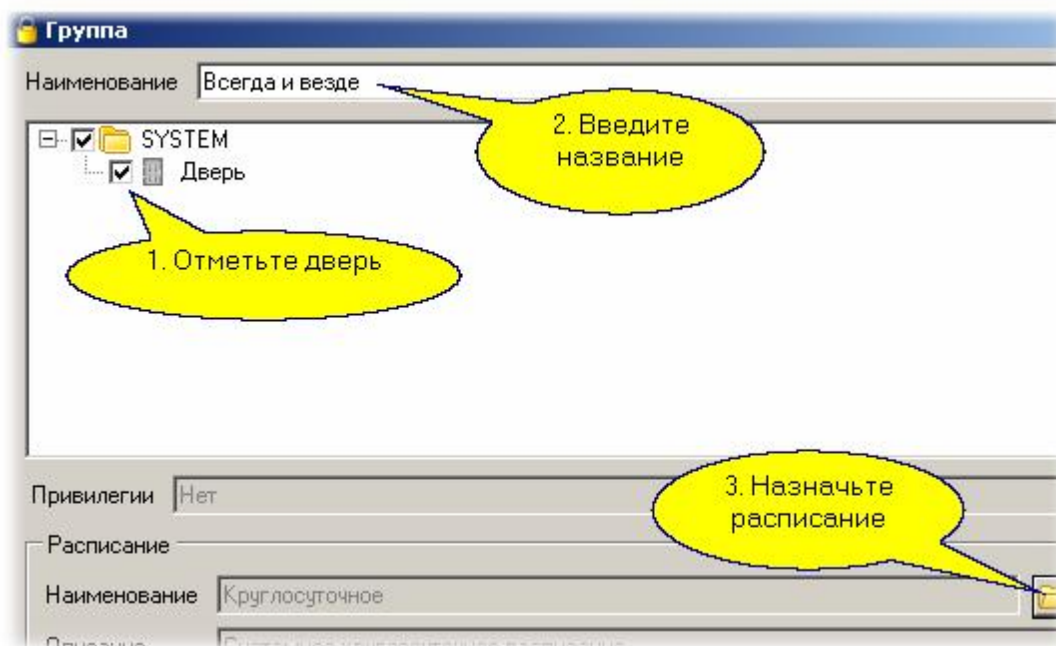 Группа
Наименование Всегда и везде
2. Введите
название
SYSTEM
Дверь
1. Отметьте дверь
Привилегии Нет
3. Назначьте
расписание
Расписание
Наименование Круглосуточное